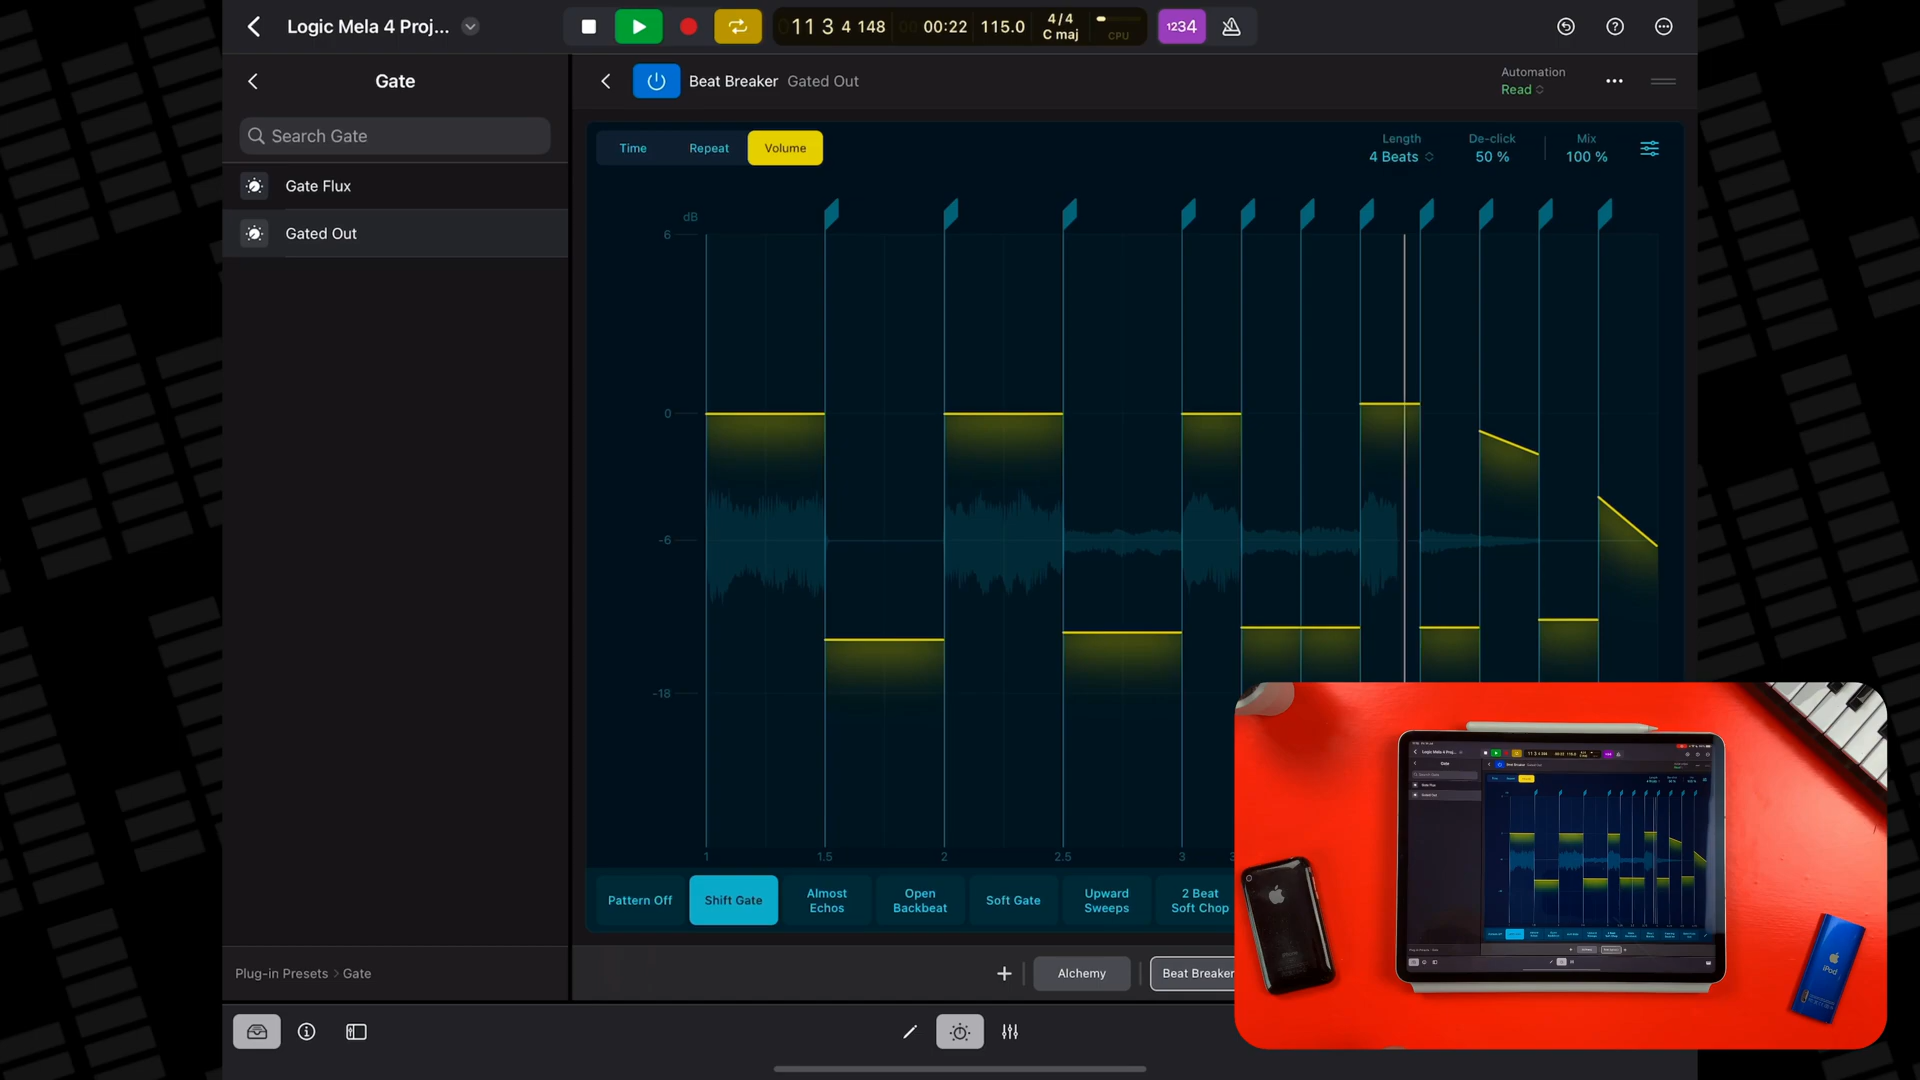 Logic Mela 4 Proj...
11 3 4 148
00:22
115.0
4/4
C maj
CPU
1234
Gate
Search Gate
Gate Flux
Gated Out
Plug-in Presets > Gate
Beat Breaker Gated Out
Automation
Read
Time Repeat Volume
Length
4 Beats
De-click
50 %
Mix
100 %
dB
6
0
-6
-18
1 1.5 2 2.5 3
Pattern Off
Shift Gate
Almost
Echos
Open
Backbeat
Soft Gate
Upward
Sweeps
2 Beat
Soft Chop
Alchemy
Beat Breaker
iPod